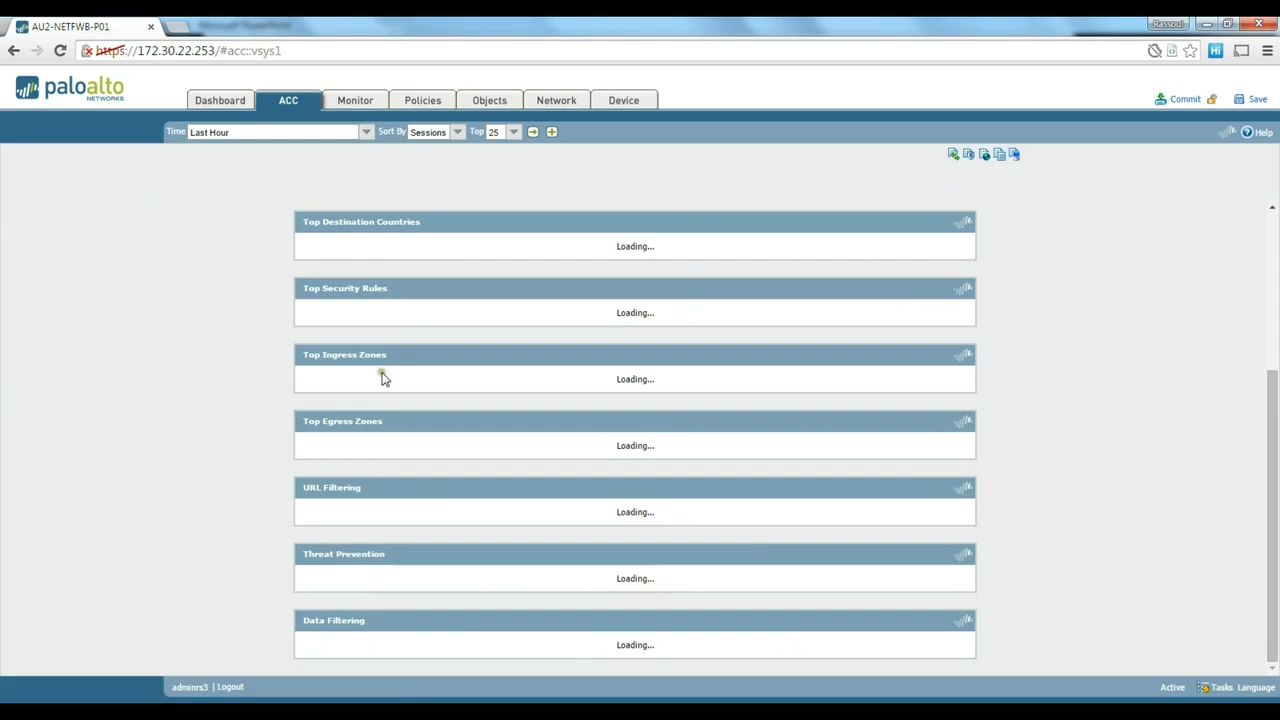 AU2-NETFWB-P01
Rassoul
https://172.30.22.253/#acc::vsys1
Hi
paloalto
NETWORKS
Dashboard
ACC
Monitor
Policies
Objects
Network
Device
Commit
Save
Time Last Hour Sort By Sessions Top 25
Help
Top Destination Countries
Loading...
Top Security Rules
Loading...
Top Ingress Zones
Loading...
Top Egress Zones
Loading...
URL Filtering
Loading...
Threat Prevention
Loading...
Data Filtering
Loading...
adminrs3 | Logout
Active
Tasks
Language